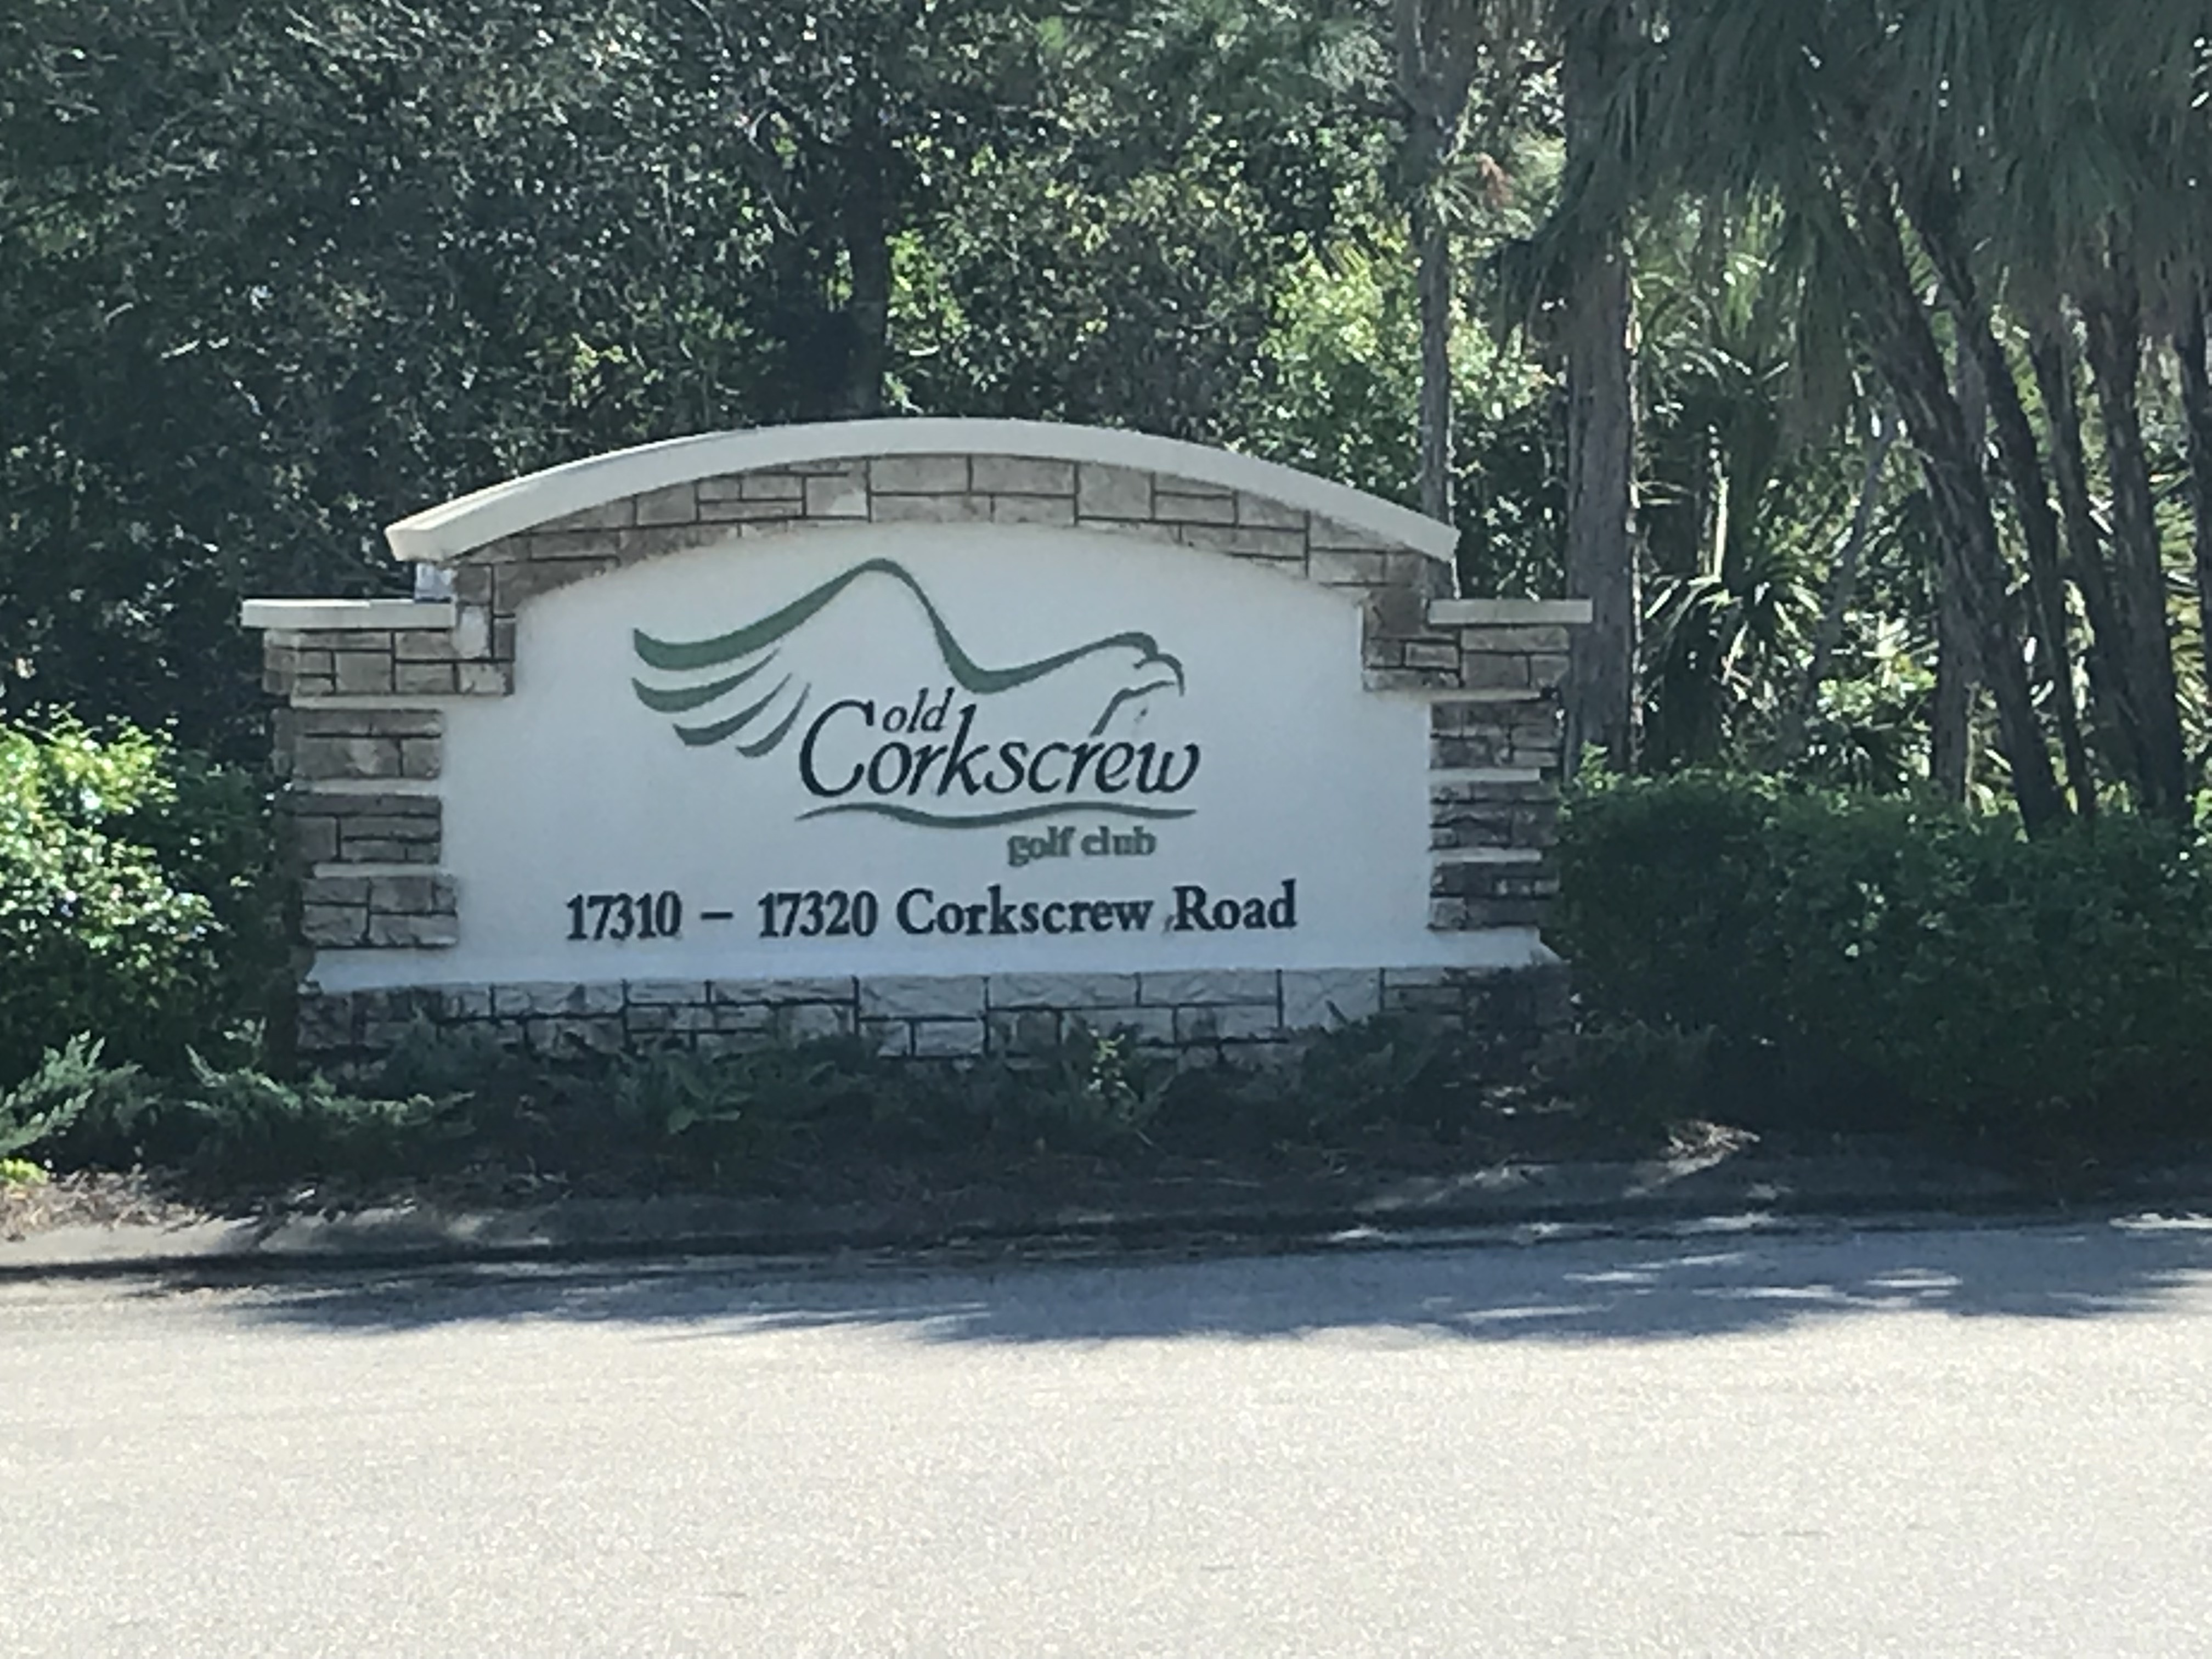 old
Corkscrew
golf club
17310 – 17320 Corkscrew Road